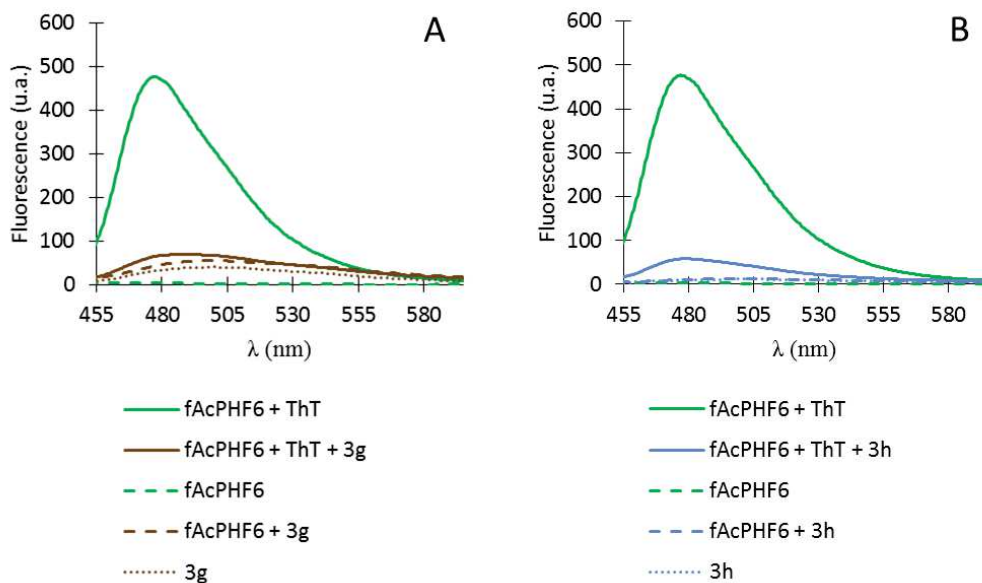 A
Fluorescence (u.a.)
600
500
400
300
200
100
0
455 480 505 530 555 580
λ (nm)
fAcPHF6 + ThT
fAcPHF6 + ThT + 3g
fAcPHF6
fAcPHF6 + 3g
3g
B
Fluorescence (u.a.)
600
500
400
300
200
100
0
455 480 505 530 555 580
λ (nm)
fAcPHF6 + ThT
fAcPHF6 + ThT + 3h
fAcPHF6
fAcPHF6 + 3h
3h